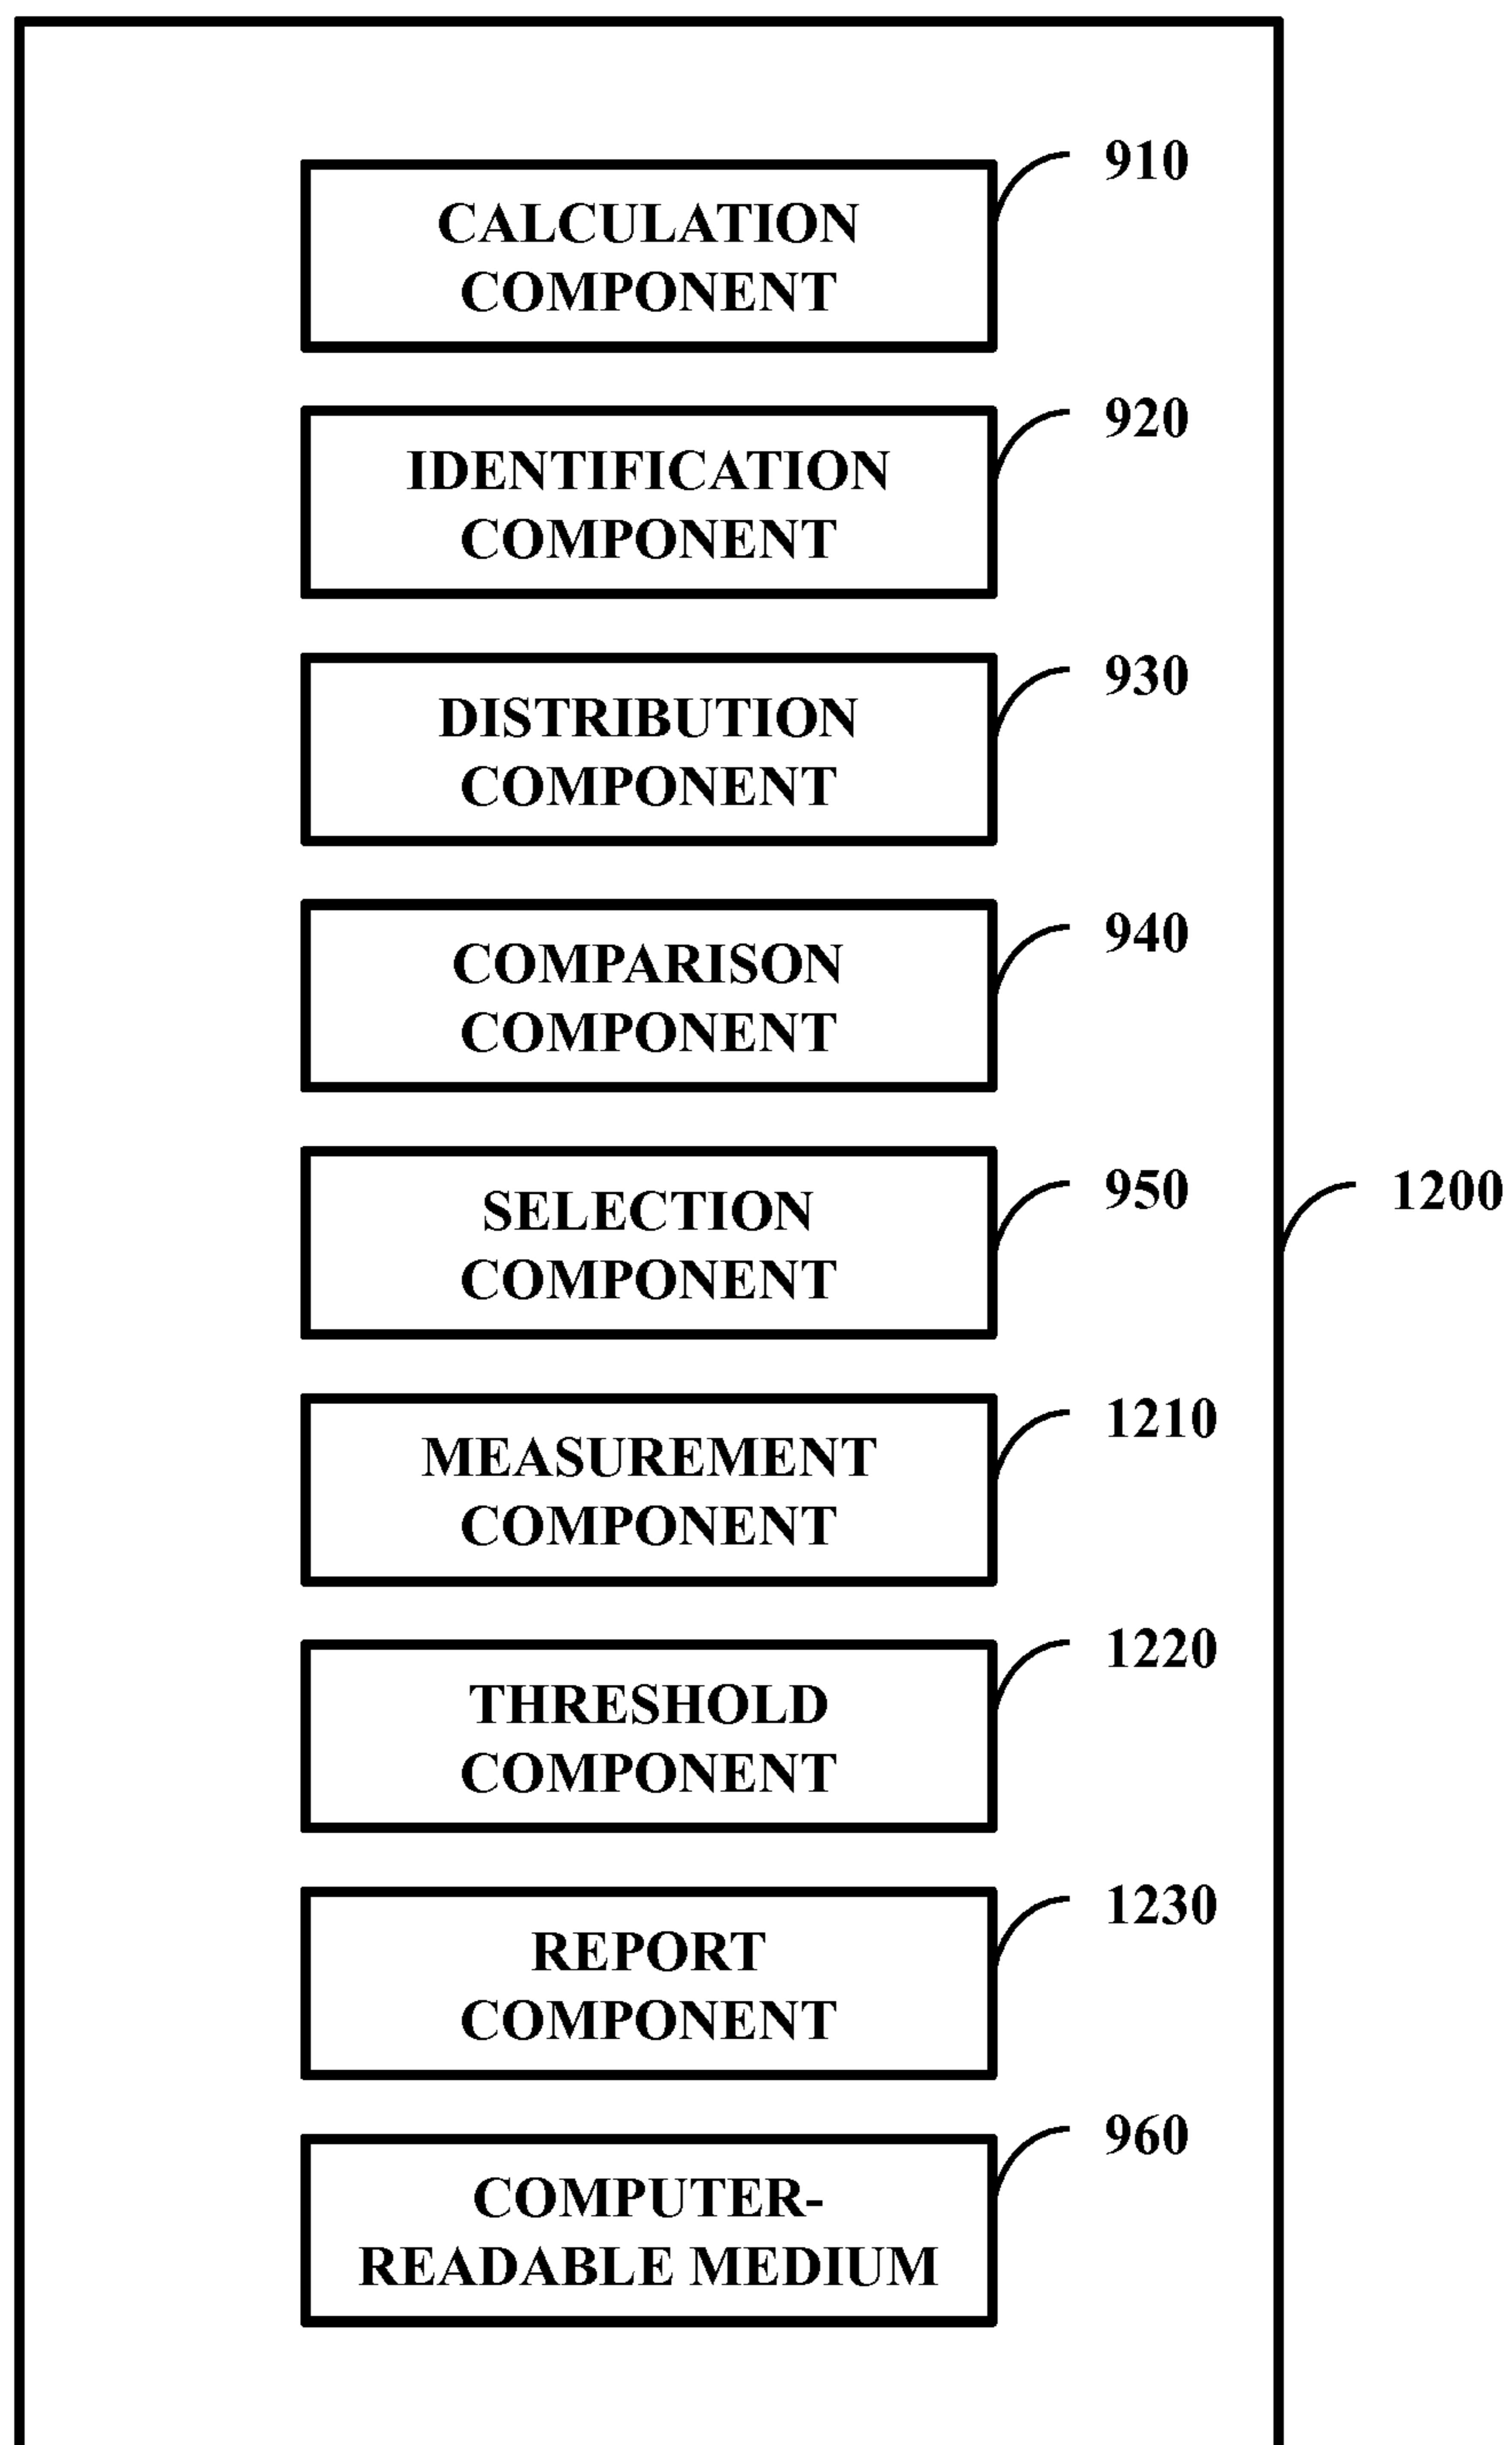 910
CALCULATION
COMPONENT
920
IDENTIFICATION
COMPONENT
930
DISTRIBUTION
COMPONENT
940
COMPARISON
COMPONENT
950
SELECTION
COMPONENT
1200
1210
MEASUREMENT
COMPONENT
1220
THRESHOLD
COMPONENT
1230
REPORT
COMPONENT
960
COMPUTER-
READABLE MEDIUM